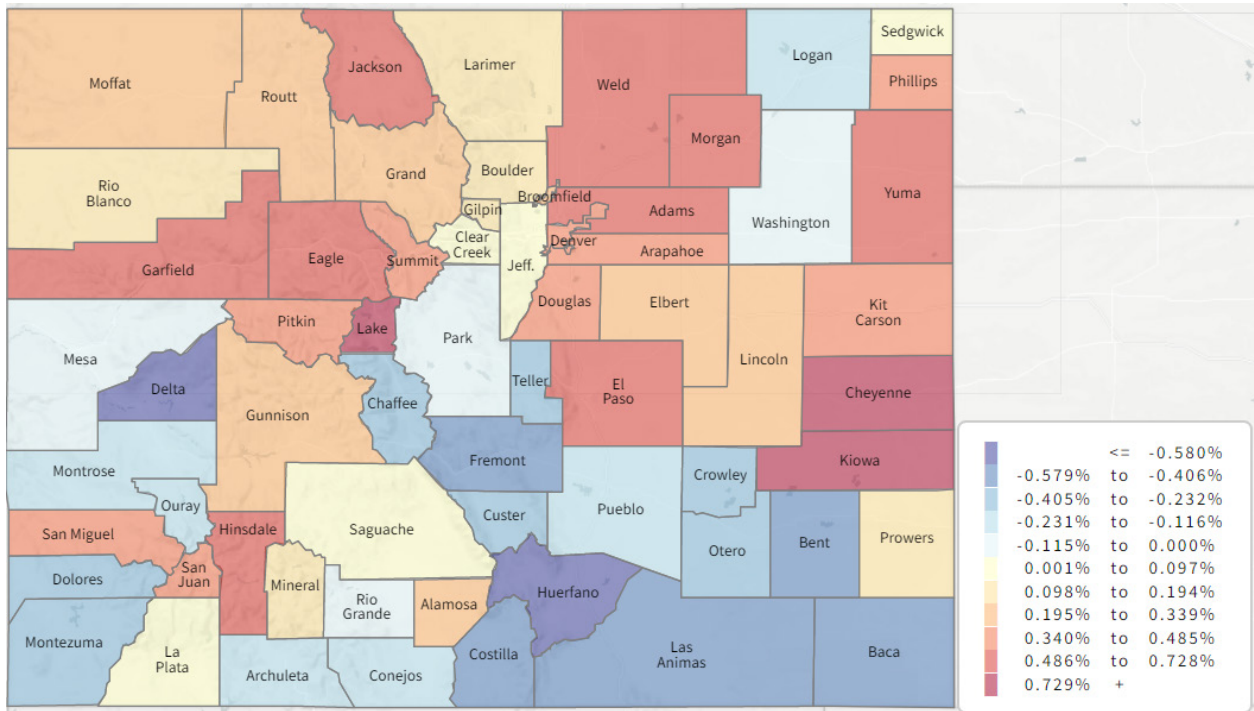 Sedgwick
Logan
Larimer
Jackson
Moffat
Weld
Phillips
Routt
Morgan
Boulder
Grand
Rio
Blanco
Yuma
Broomfield
Gilpin
Adams
Washington
Denver
Clear
Creek
Arapahoe
Eagle
Summit
Jeff.
Garfield
Douglas
Elbert
Kit
Carson
Pitkin
Lake
Park
Mesa
Lincoln
Teller
El
Paso
Delta
Cheyenne
Chaffee
Gunnison
Fremont
Kiowa
Montrose
Crowley
Ouray
Pueblo
Custer
Hinsdale
Saguache
San Miguel
Prowers
Bent
Otero
San
Juan
Dolores
Mineral
Huerfano
Rio
Grande
Alamosa
Montezuma
La
Plata
Costilla
Las
Animas
Baca
Archuleta
Conejos
<= -0.580%
-0.579% to -0.406%
-0.405% to -0.232%
-0.231% to -0.116%
-0.115% to 0.000%
0.001% to 0.097%
0.098% to 0.194%
0.195% to 0.339%
0.340% to 0.485%
0.486% to 0.728%
0.729% +